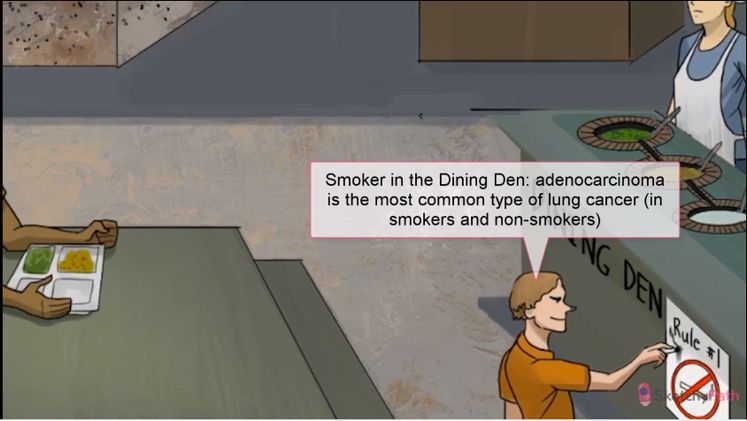 Smoker in the Dining Den: adenocarcinoma
is the most common type of lung cancer (in
smokers and non-smokers)
NING DEN
Rule #1
SketchyPath